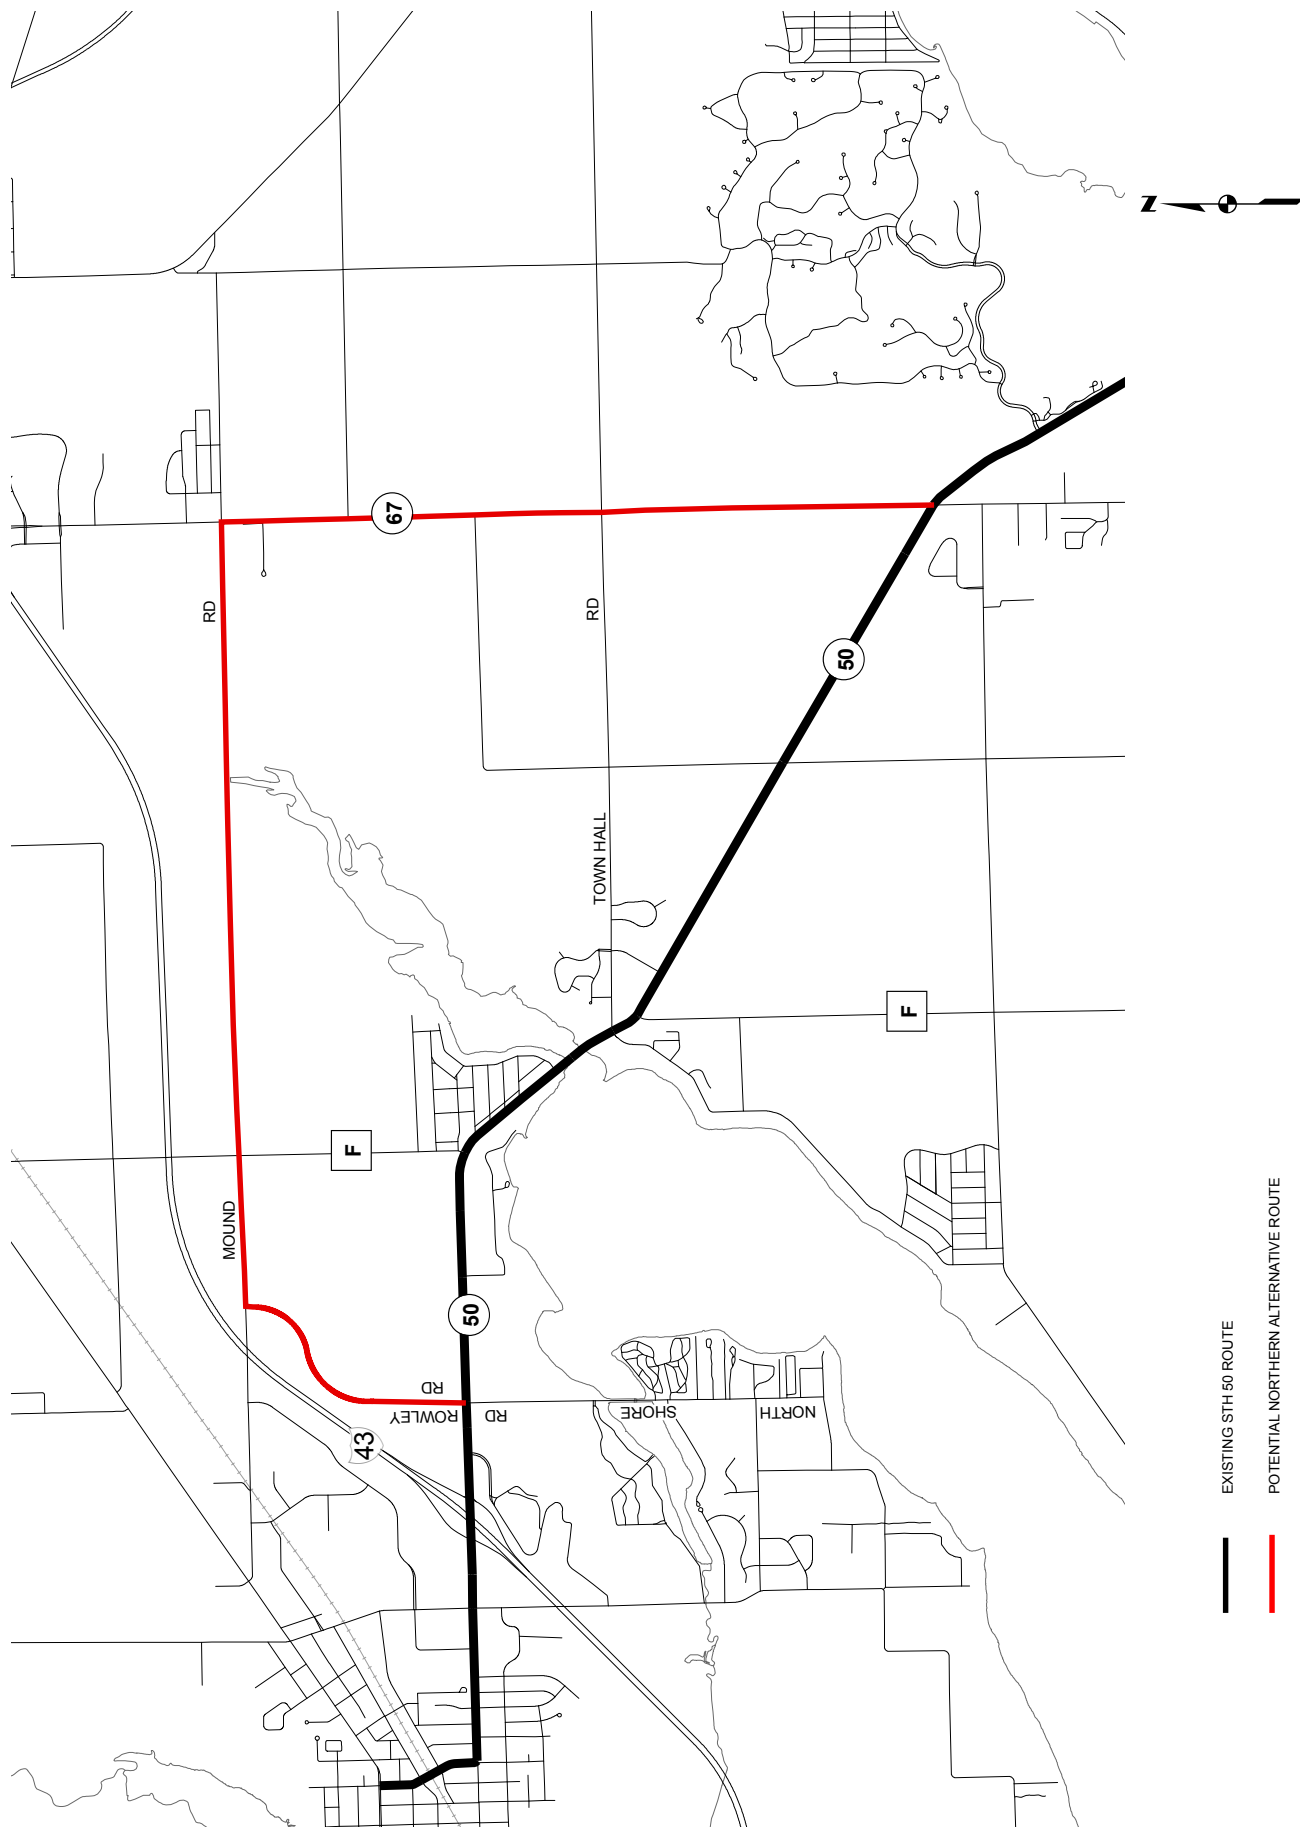 N
67
RD
RD
50
TOWN HALL
F
F
MOUND
50
RD
ROWLEY
RD
SHORE
NORTH
43
EXISTING STH 50 ROUTE
POTENTIAL NORTHERN ALTERNATIVE ROUTE